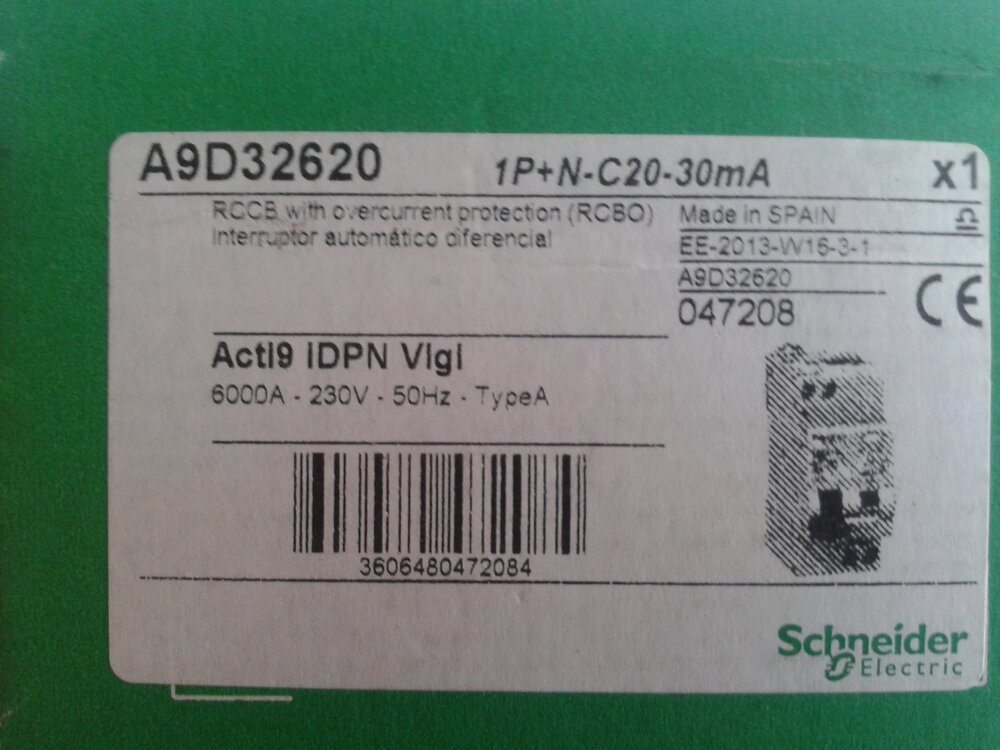 A9D32620 1P+N-C20-30mA x1
RCCB with overcurrent protection (RCBO)
Interruptor automático diferencial
Made in SPAIN
EE-2013-W16-3-1
A9D32620
047208
CE
Acti9 iDPN Vigi
6000A - 230V - 50Hz - TypeA
3606480472084
Schneider
Electric